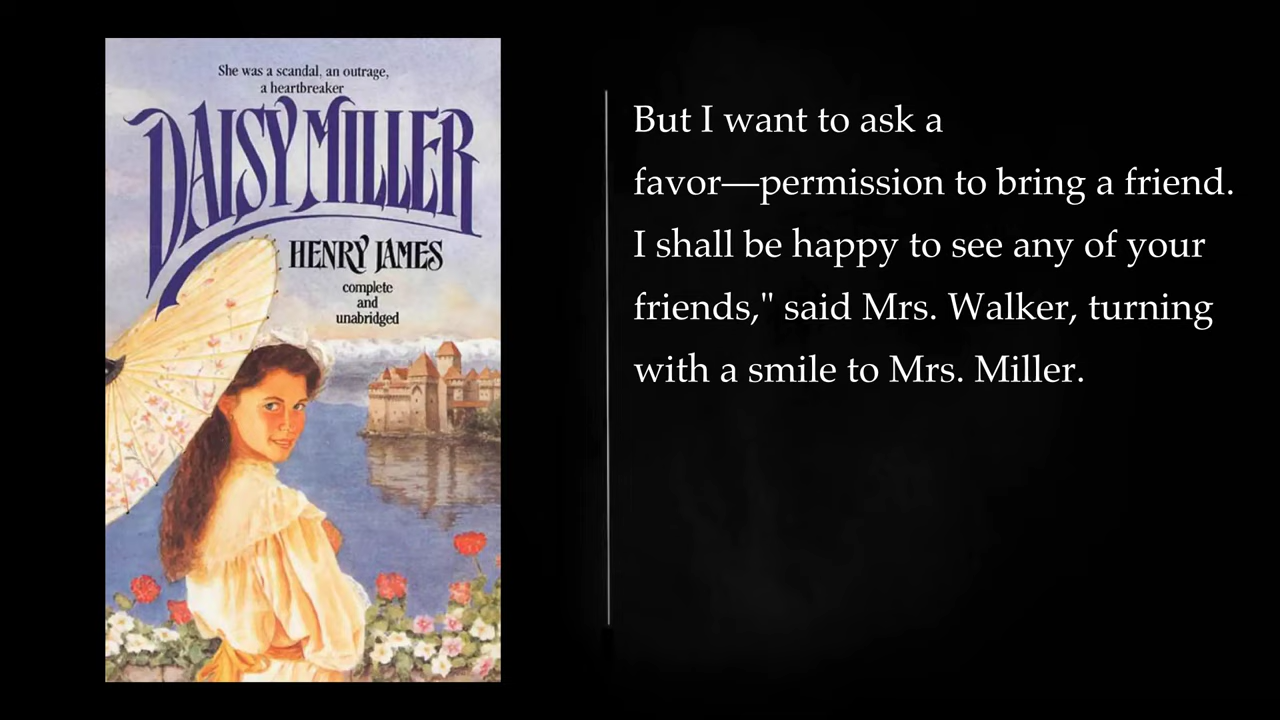 She was a scandal, an outrage,
a heartbreaker
DAISY MILLER
HENRY JAMES
complete
and
unabridged
But I want to ask a
favor—permission to bring a friend.
I shall be happy to see any of your
friends," said Mrs. Walker, turning
with a smile to Mrs. Miller.